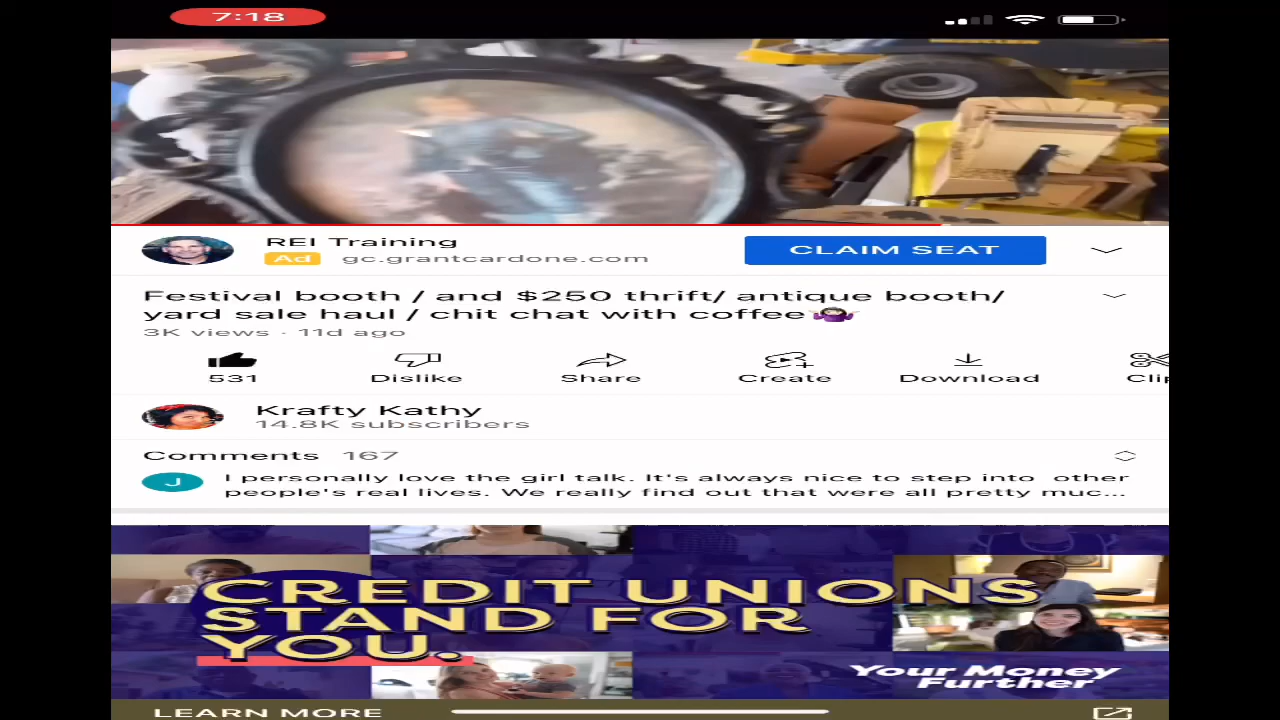 7:18
REI Training
Ad gc.grantcardone.com
CLAIM SEAT
Festival booth / and $250 thrift/ antique booth/
yard sale haul / chit chat with coffee🤷🏻‍♀️
3K views · 11d ago
531 Dislike Share Create Download Clip
Krafty Kathy
14.8K subscribers
Comments 167
J
I personally love the girl talk. It's always nice to step into other
people's real lives. We really find out that were all pretty muc...
CREDIT UNIONS
STAND FOR
YOU.
Your Money
Further
LEARN MORE